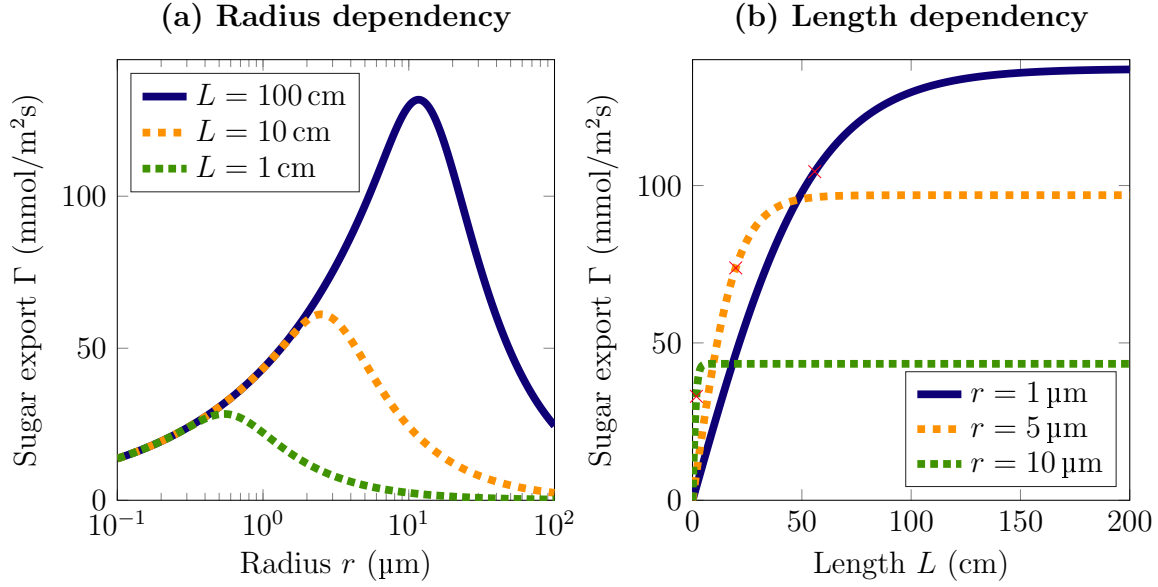 (a) Radius dependency
Sugar export Γ (mmol/m²s)
100
50
0
L = 100 cm
L = 10 cm
L = 1 cm
10⁻¹ 10⁰ 10¹ 10²
Radius r (µm)
(b) Length dependency
Sugar export Γ (mmol/m²s)
100
50
0
r = 1 µm
r = 5 µm
r = 10 µm
0 50 100 150 200
Length L (cm)